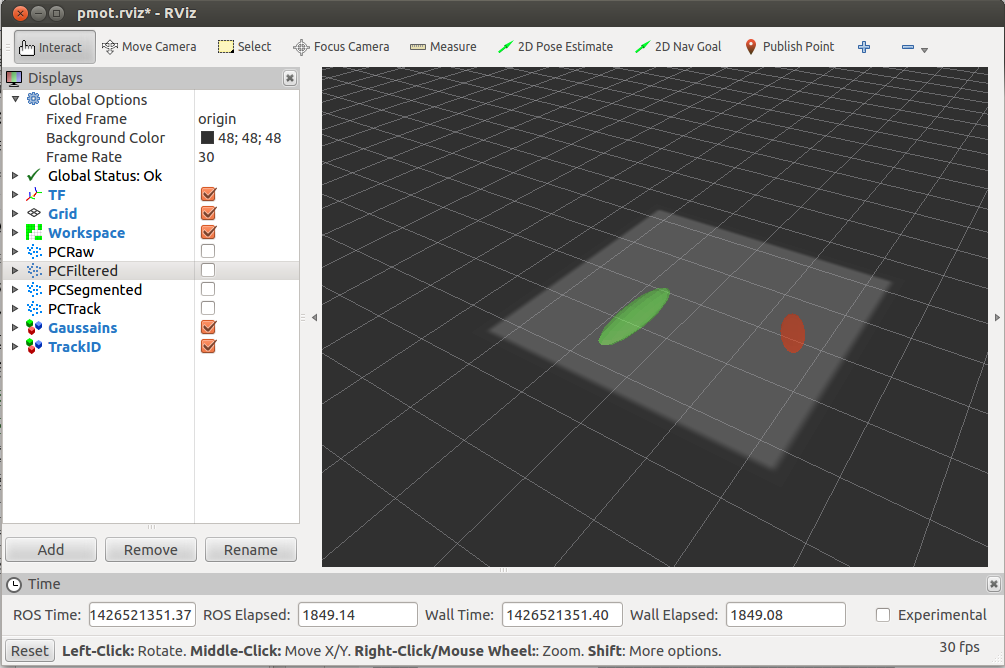 pmot.rviz* - RViz
Interact Move Camera Select Focus Camera Measure 2D Pose Estimate 2D Nav Goal Publish Point
Displays
Global Options
Fixed Frame origin
Background Color 48; 48; 48
Frame Rate 30
Global Status: Ok
TF
Grid
Workspace
PCRaw
PCFiltered
PCSegmented
PCTrack
Gaussains
TrackID
Add Remove Rename
Time
ROS Time: 1426521351.37 ROS Elapsed: 1849.14 Wall Time: 1426521351.40 Wall Elapsed: 1849.08 Experimental
Reset Left-Click: Rotate. Middle-Click: Move X/Y. Right-Click/Mouse Wheel:: Zoom. Shift: More options. 30 fps